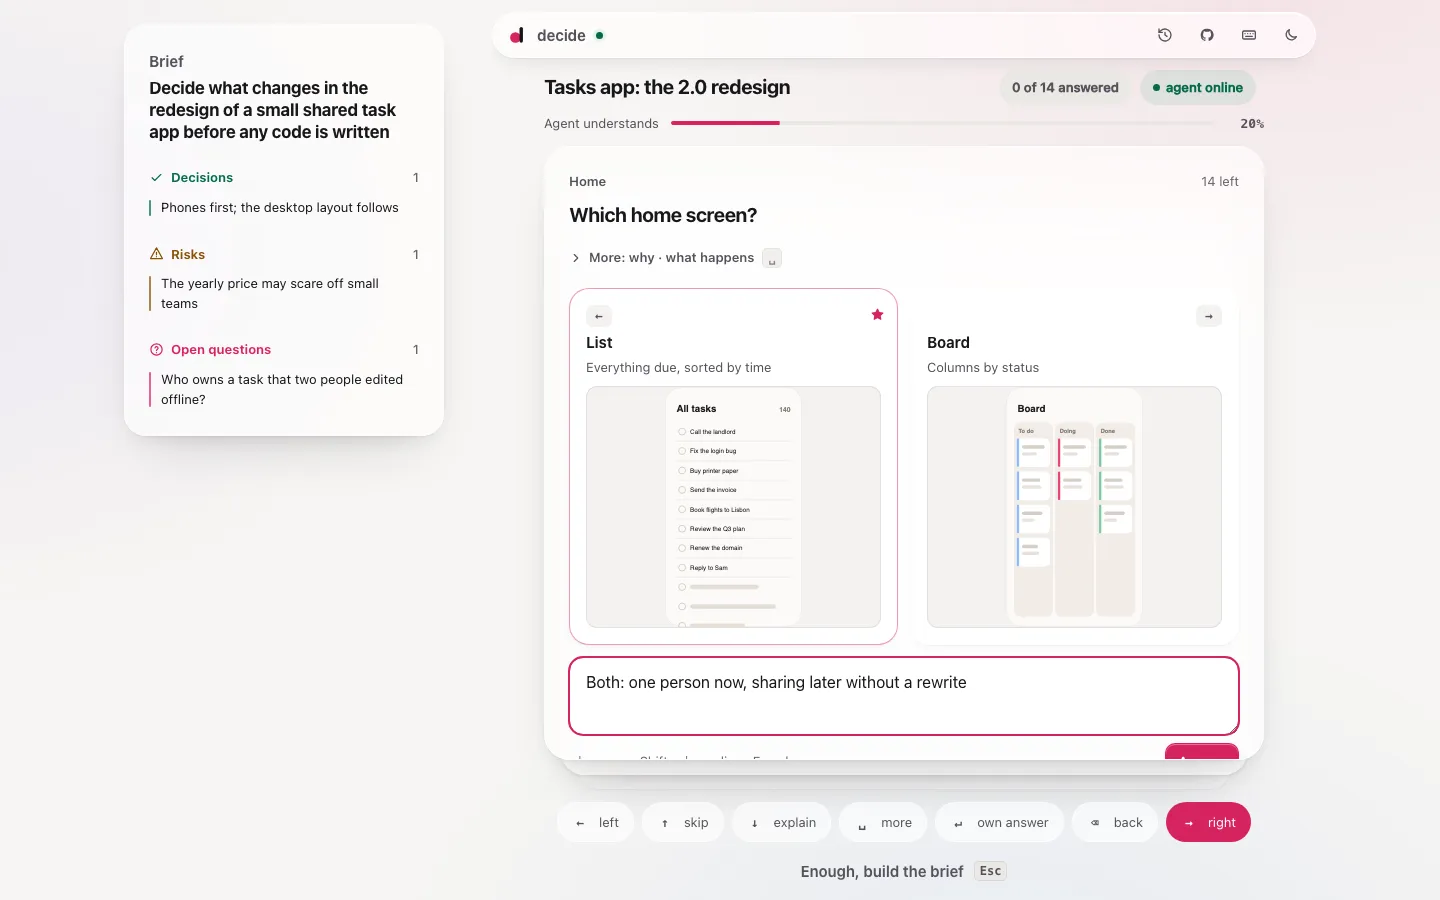 Brief
Decide what changes in the
redesign of a small shared task
app before any code is written
Decisions 1
Phones first; the desktop layout follows
Risks 1
The yearly price may scare off small
teams
Open questions 1
Who owns a task that two people edited
offline?
decide
Tasks app: the 2.0 redesign
0 of 14 answered
agent online
Agent understands
20%
Home
14 left
Which home screen?
More: why · what happens ␣
←
List
Everything due, sorted by time
All tasks 140
Call the landlord
Fix the login bug
Buy printer paper
Send the invoice
Book flights to Lisbon
Review the Q3 plan
Renew the domain
Reply to Sam
→
Board
Columns by status
Board
To do Doing Done
Both: one person now, sharing later without a rewrite
← left
↑ skip
↓ explain
␣ more
↵ own answer
⌫ back
→ right
Enough, build the brief Esc